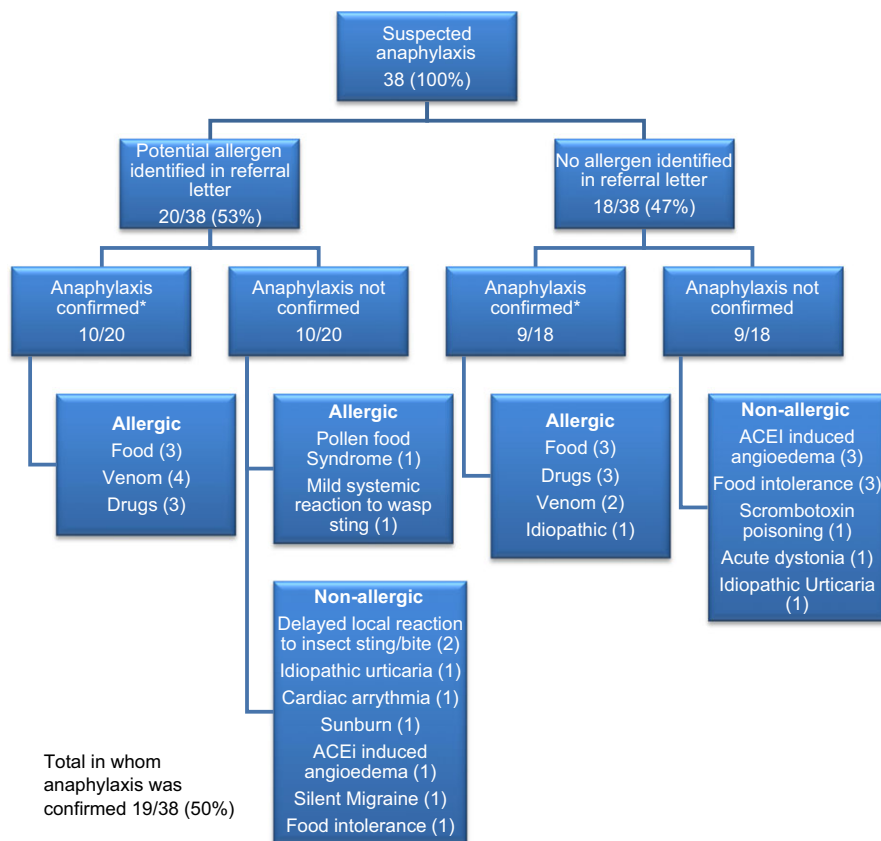 Suspected
anaphylaxis
38 (100%)
Potential allergen
identified in referral
letter
20/38 (53%)
No allergen identified
in referral letter
18/38 (47%)
Anaphylaxis
confirmed*
10/20
Anaphylaxis not
confirmed
10/20
Anaphylaxis
confirmed*
9/18
Anaphylaxis not
confirmed
9/18
Allergic
Food (3)
Venom (4)
Drugs (3)
Allergic
Pollen food
Syndrome (1)
Mild systemic
reaction to wasp
sting (1)
Allergic
Food (3)
Drugs (3)
Venom (2)
Idiopathic (1)
Non-allergic
ACEI induced
angioedema (3)
Food intolerance (3)
Scrombotoxin
poisoning (1)
Acute dystonia (1)
Idiopathic Urticaria
(1)
Non-allergic
Delayed local reaction
to insect sting/bite (2)
Idiopathic urticaria (1)
Cardiac arrythmia (1)
Sunburn (1)
ACEi induced
angioedema (1)
Silent Migraine (1)
Food intolerance (1)
Total in whom
anaphylaxis was
confirmed 19/38 (50%)